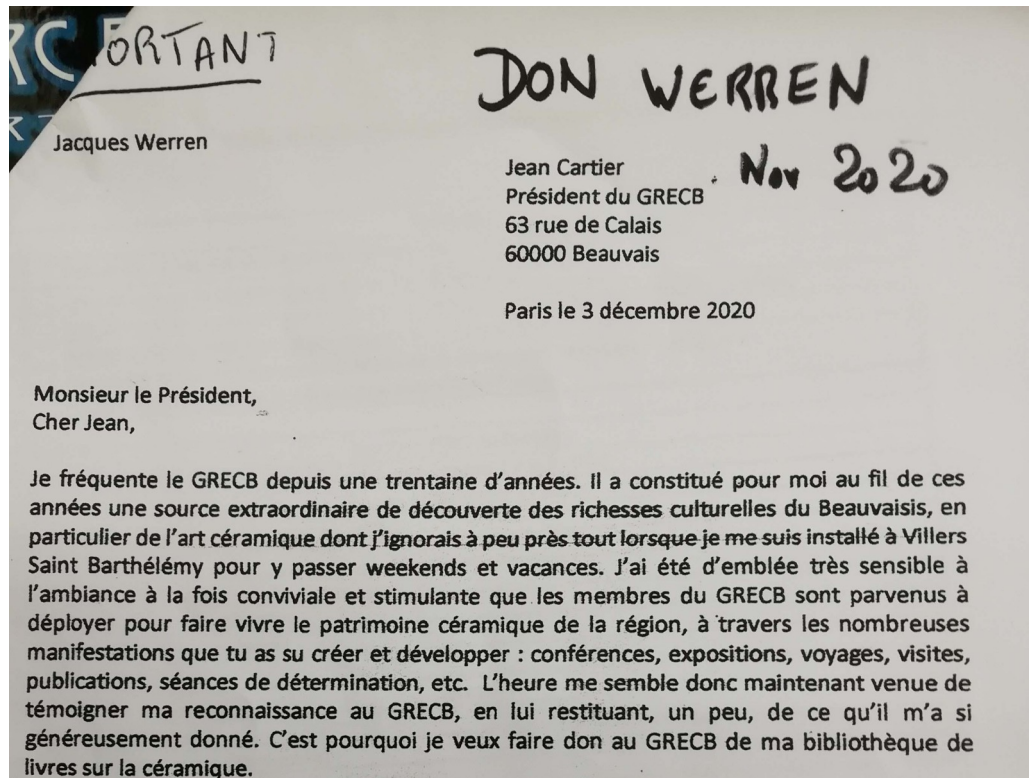 ORTANT
DON WERREN
Nov 2020
Jacques Werren
Jean Cartier
Président du GRECB
63 rue de Calais
60000 Beauvais
Paris le 3 décembre 2020
Monsieur le Président,
Cher Jean,
Je fréquente le GRECB depuis une trentaine d'années. Il a constitué pour moi au fil de ces
années une source extraordinaire de découverte des richesses culturelles du Beauvaisis, en
particulier de l'art céramique dont j'ignorais à peu près tout lorsque je me suis installé à Villers
Saint Barthélémy pour y passer weekends et vacances. J'ai été d'emblée très sensible à
l'ambiance à la fois conviviale et stimulante que les membres du GRECB sont parvenus à
déployer pour faire vivre le patrimoine céramique de la région, à travers les nombreuses
manifestations que tu as su créer et développer : conférences, expositions, voyages, visites,
publications, séances de détermination, etc. L'heure me semble donc maintenant venue de
témoigner ma reconnaissance au GRECB, en lui restituant, un peu, de ce qu'il m'a si
généreusement donné. C'est pourquoi je veux faire don au GRECB de ma bibliothèque de
livres sur la céramique.